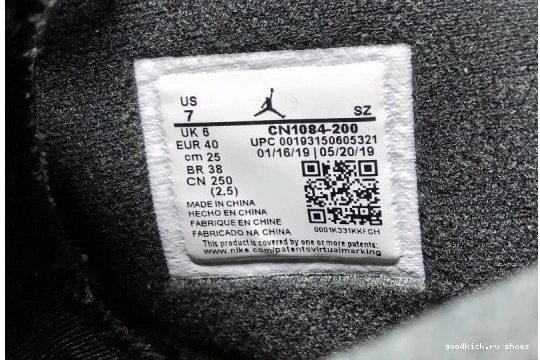 US
7 SZ
UK 6 CN1084-200
EUR 40 UPC 00193150605321
cm 25 01/16/19 | 05/20/19
BR 38
CN 250
(2.5)
MADE IN CHINA
HECHO EN CHINA
FABRIQUE EN CHINE
FABRICADO NA CHINA 0001K331KKFGH
This product is covered by one or more patents:
www.nike.com/patentsvirtualmarking
goodkick.ru shoes